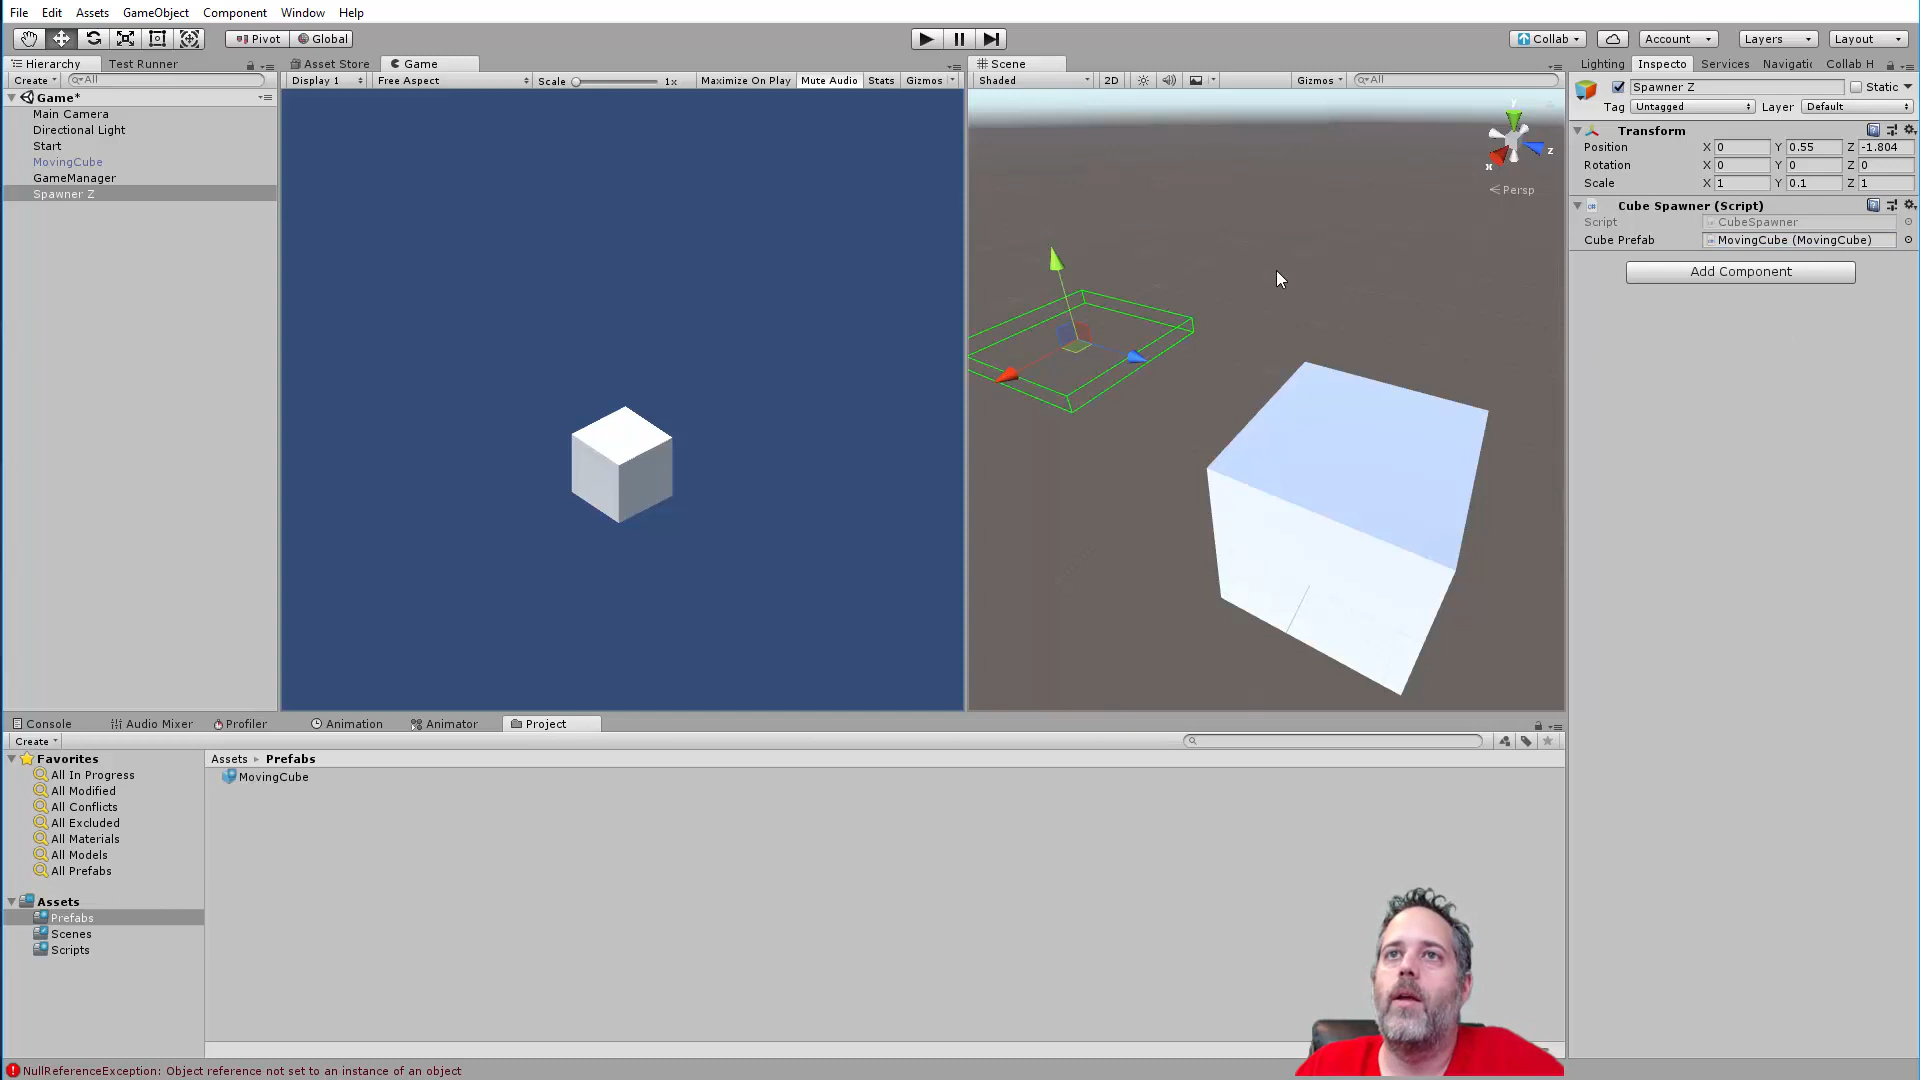 File Edit Assets GameObject Component Window Help
Pivot Global Collab Account Layers Layout
Hierarchy Test Runner
Create All
Game*
Main Camera
Directional Light
Start
MovingCube
GameManager
Spawner Z
Asset Store Game
Display 1 Free Aspect Scale 1x Maximize On Play Mute Audio Stats Gizmos
Scene
Shaded 2D Gizmos All
y
z
x
Persp
Lighting Inspecto Services Navigatic Collab H
Spawner Z Static
Tag Untagged Layer Default
Transform
Position X 0 Y 0.55 Z -1.804
Rotation X 0 Y 0 Z 0
Scale X 1 Y 0.1 Z 1
Cube Spawner (Script)
Script CubeSpawner
Cube Prefab MovingCube (MovingCube)
Add Component
Console Audio Mixer Profiler Animation Animator Project
Create
Favorites
All In Progress
All Modified
All Conflicts
All Excluded
All Materials
All Models
All Prefabs
Assets
Prefabs
Scenes
Scripts
Assets Prefabs
MovingCube
NullReferenceException: Object reference not set to an instance of an object